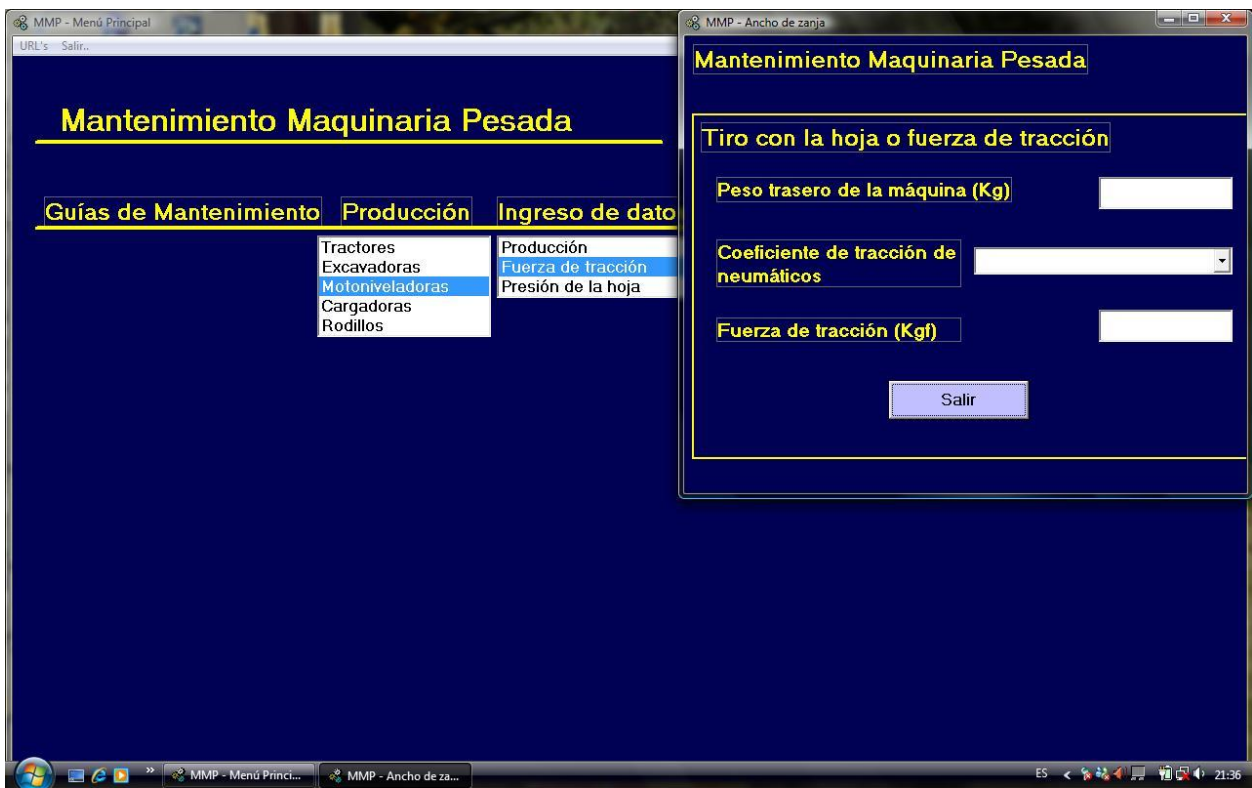 MMP - Menú Principal
URL's Salir..
Mantenimiento Maquinaria Pesada
Guías de Mantenimiento Producción Ingreso de dato
Tractores
Excavadoras
Motoniveladoras
Cargadoras
Rodillos
Producción
Fuerza de tracción
Presión de la hoja
MMP - Ancho de zanja
Mantenimiento Maquinaria Pesada
Tiro con la hoja o fuerza de tracción
Peso trasero de la máquina (Kg)
Coeficiente de tracción de
neumáticos
Fuerza de tracción (Kgf)
Salir
MMP - Menú Princi...
MMP - Ancho de za...
ES
21:36